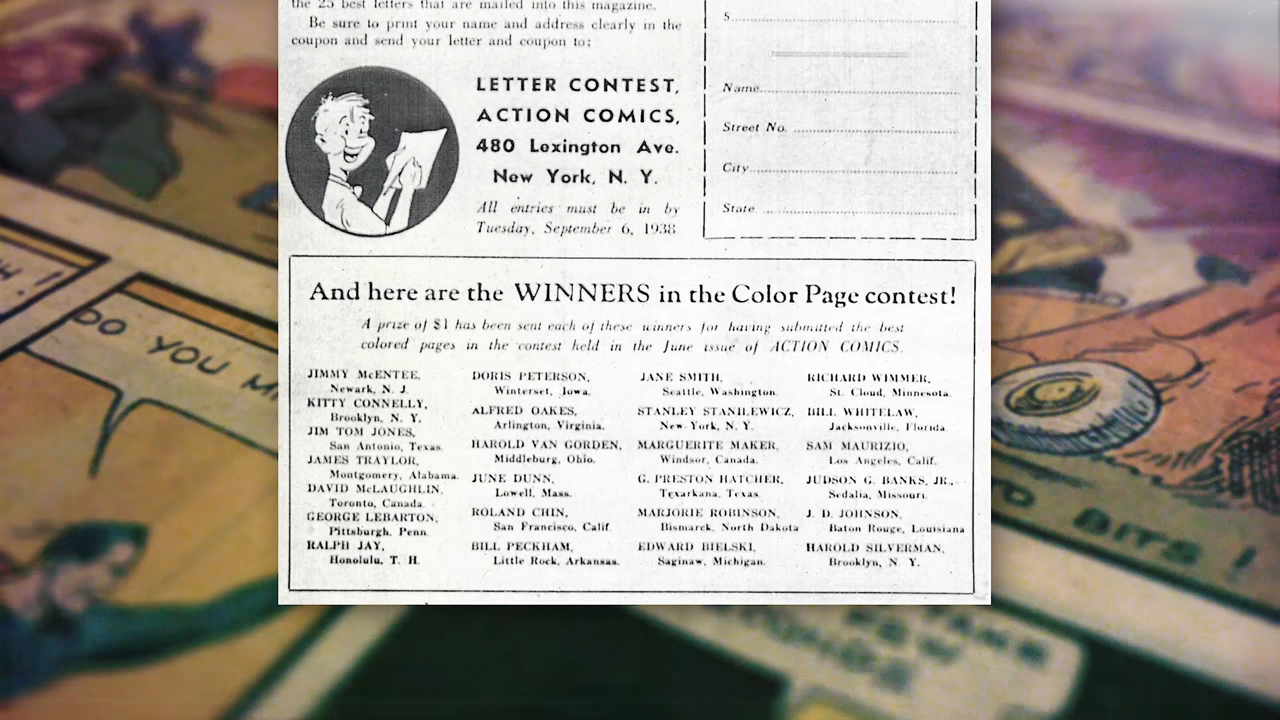 the 25 best letters that are mailed into this magazine.
Be sure to print your name and address clearly in the
coupon and send your letter and coupon to:
LETTER CONTEST,
ACTION COMICS,
480 Lexington Ave.
New York, N. Y.
All entries must be in by
Tuesday, September 6, 1938
S
Name
Street No.
City
State
And here are the WINNERS in the Color Page contest!
A prize of $1 has been sent each of these winners for having submitted the best
colored pages in the contest held in the June issue of ACTION COMICS.
JIMMY McENTEE,
Newark, N. J.
KITTY CONNELLY,
Brooklyn, N. Y.
JIM TOM JONES,
San Antonio, Texas.
JAMES TRAYLOR,
Montgomery, Alabama.
DAVID McLAUGHLIN,
Toronto, Canada.
GEORGE LEBARTON,
Pittsburgh, Penn.
RALPH JAY,
Honolulu, T. H.
DORIS PETERSON,
Winterset, Iowa.
ALFRED OAKES,
Arlington, Virginia.
HAROLD VAN GORDEN,
Middleburg, Ohio.
JUNE DUNN,
Lowell, Mass.
ROLAND CHIN,
San Francisco, Calif.
BILL PECKHAM,
Little Rock, Arkansas.
JANE SMITH,
Seattle, Washington.
STANLEY STANILEWICZ,
New York, N. Y.
MARGUERITE MAKER,
Windsor, Canada.
G. PRESTON HATCHER,
Texarkana, Texas.
MARJORIE ROBINSON,
Bismarck, North Dakota
EDWARD BIELSKI,
Saginaw, Michigan.
RICHARD WIMMER,
St. Cloud, Minnesota.
BILL WHITELAW,
Jacksonville, Florida.
SAM MAURIZIO,
Los Angeles, Calif.
JUDSON G. BANKS, JR.,
Sedalia, Missouri.
J. D. JOHNSON,
Baton Rouge, Louisiana
HAROLD SILVERMAN,
Brooklyn, N. Y.
DO YOU
BITS!